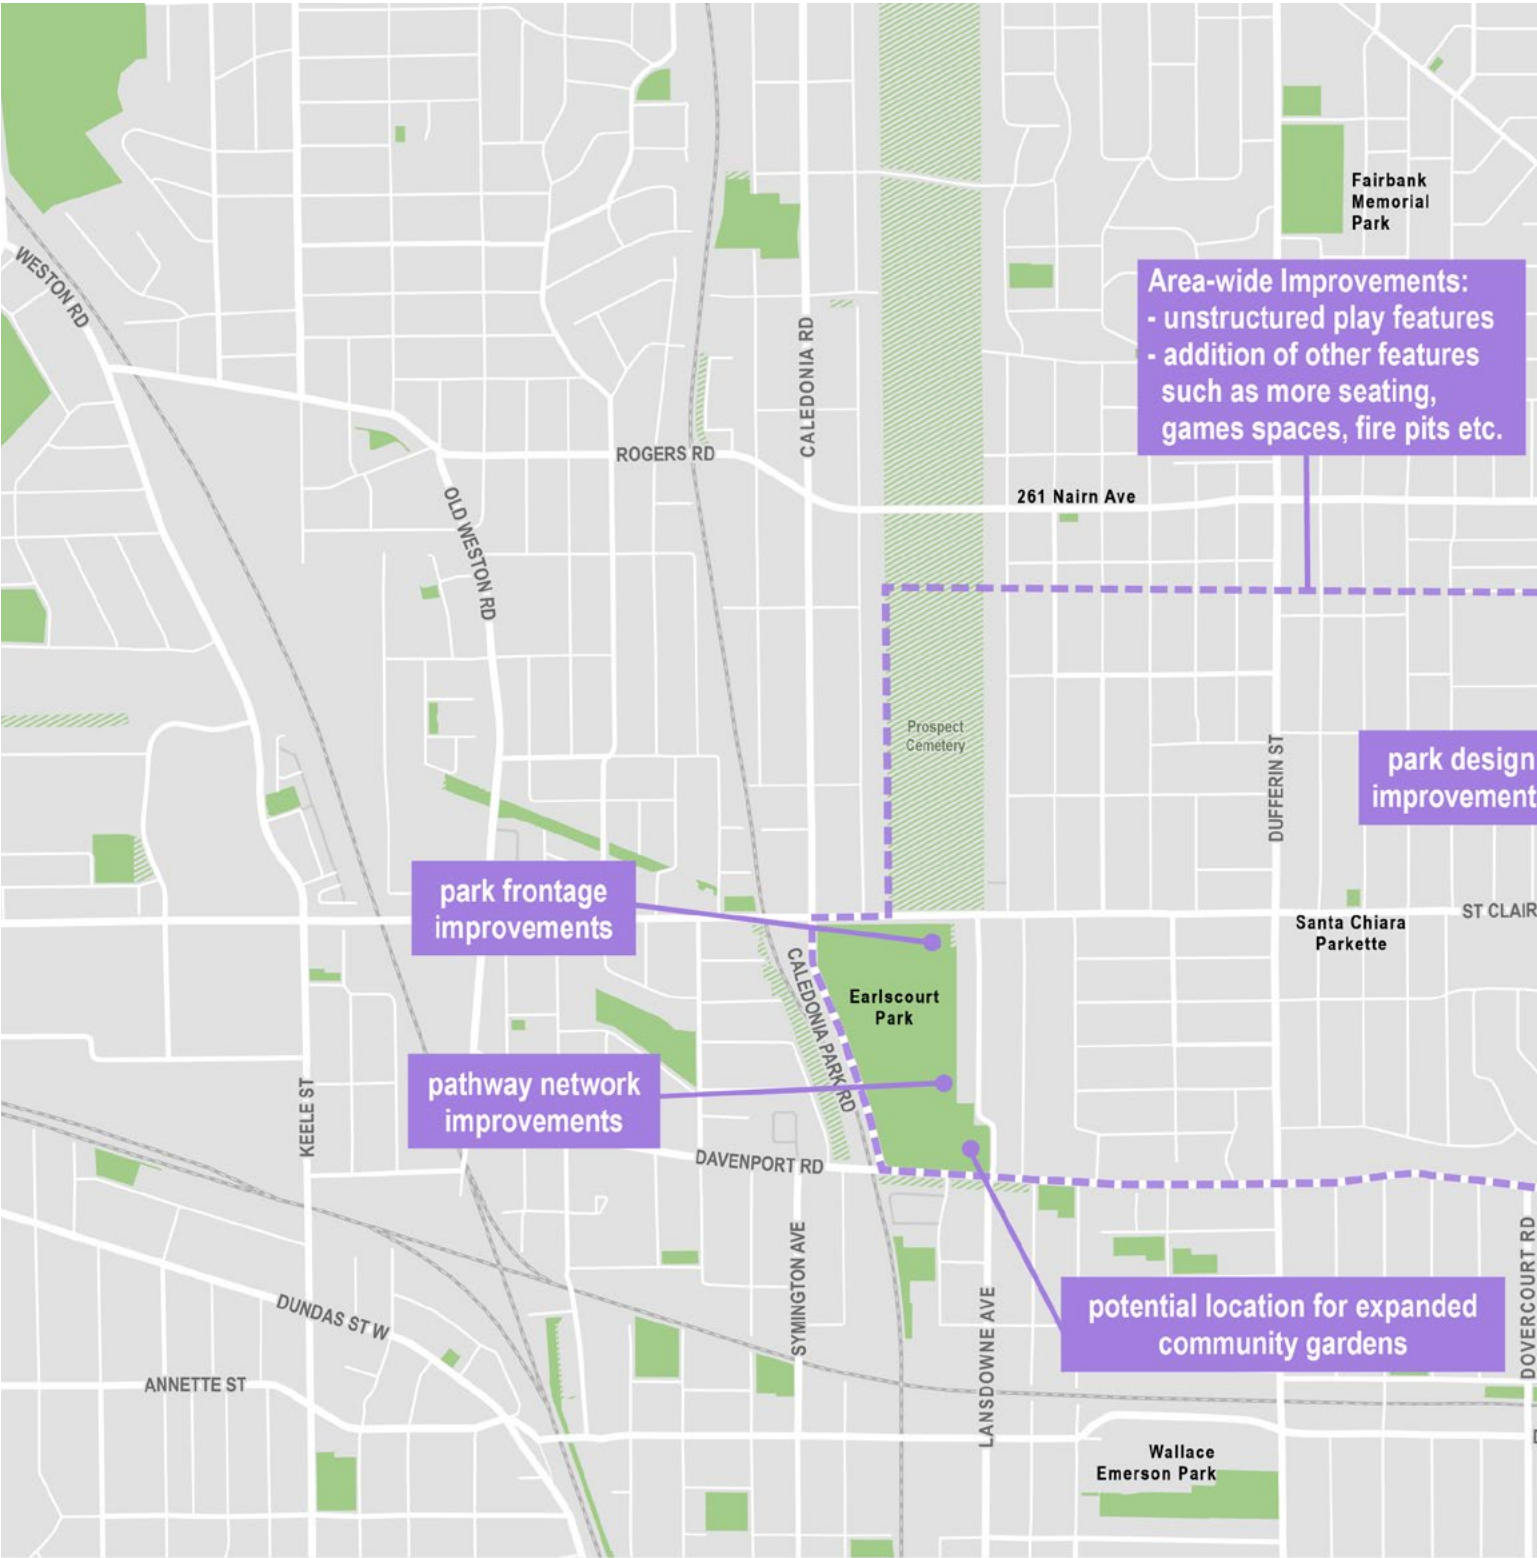 Fairbank
Memorial
Park
WESTON RD
Area-wide Improvements:
- unstructured play features
- addition of other features
such as more seating,
games spaces, fire pits etc.
CALEDONIA RD
ROGERS RD
261 Nairn Ave
OLD WESTON RD
Prospect
Cemetery
DUFFERIN ST
park design
improvement
park frontage
improvements
ST CLAIR
Santa Chiara
Parkette
CALEDONIA PARK RD
Earlscourt
Park
pathway network
improvements
KEELE ST
DAVENPORT RD
SYMINGTON AVE
DOVERCOURT RD
DUNDAS ST W
LANSDOWNE AVE
potential location for expanded
community gardens
ANNETTE ST
Wallace
Emerson Park